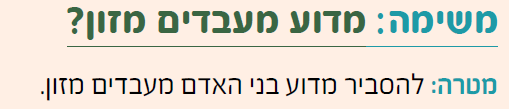 משימה: מדוע מעבדים מזון?
מטרה: להסביר מדוע בני האדם מעבדים מזון.